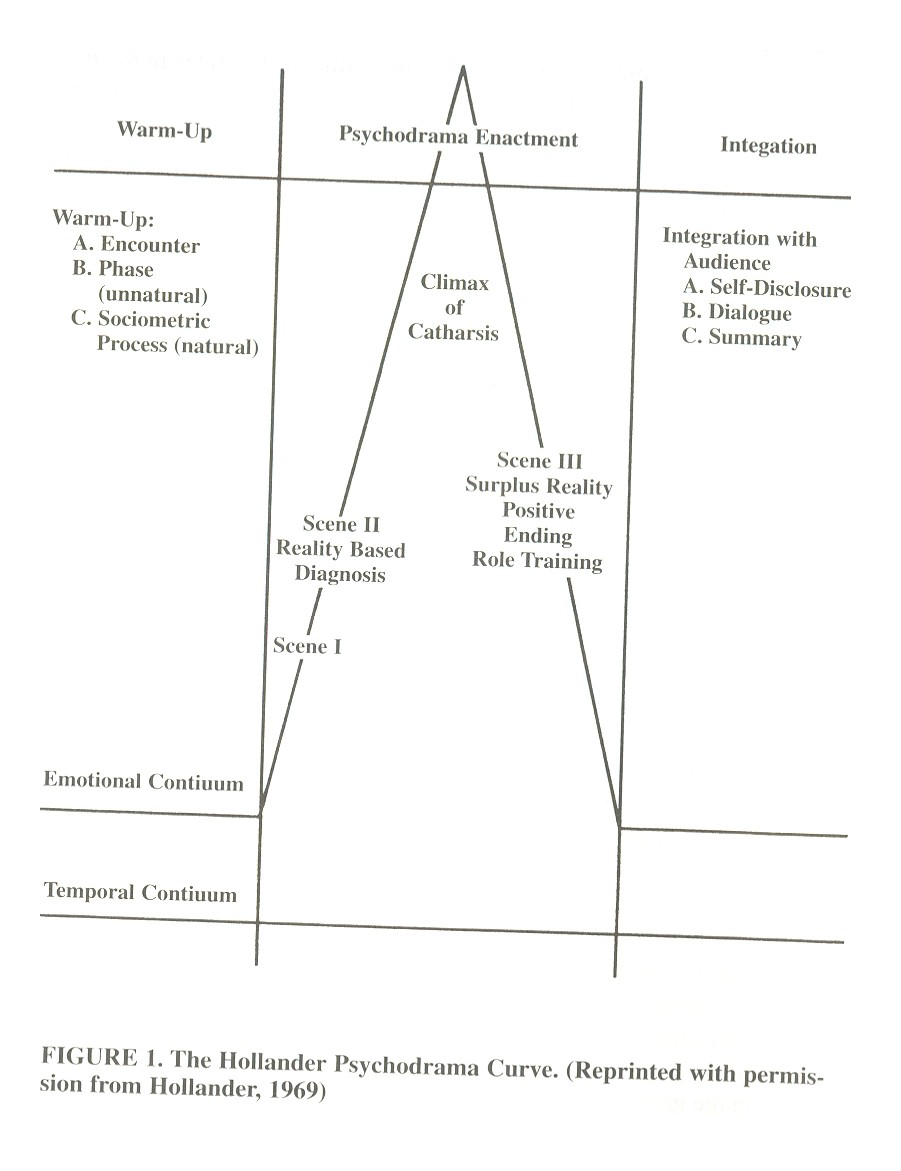 Warm-Up
Psychodrama Enactment
Integation
Warm-Up:
A. Encounter
B. Phase
(unnatural)
C. Sociometric
Process (natural)
Climax
of
Catharsis
Integration with
Audience
A. Self-Disclosure
B. Dialogue
C. Summary
Scene III
Surplus Reality
Positive
Ending
Role Training
Scene II
Reality Based
Diagnosis
Scene I
Emotional Contiuum
Temporal Contiuum
FIGURE 1. The Hollander Psychodrama Curve. (Reprinted with permis-
sion from Hollander, 1969)